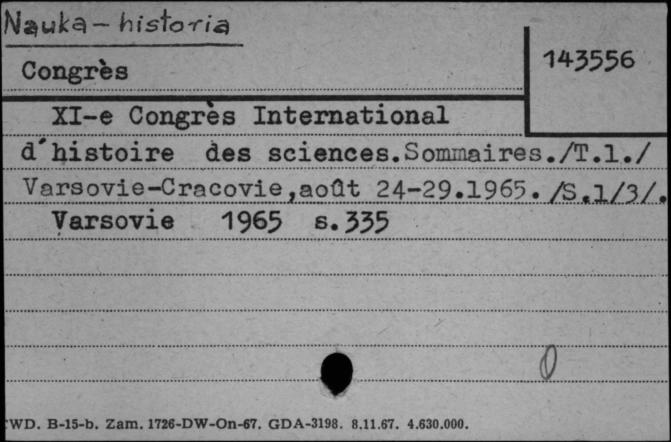 Nauka - historia
143556
Congrès
XI-e Congrès International
d'histoire des sciences.Sommaires./T.1./
Varsovie-Cracovie,août 24-29.1965./S.1/3/.
Varsovie 1965 s.335
0
WD. B-15-b. Zam. 1726-DW-On-67. GDA-3198. 8.11.67. 4.630.000.